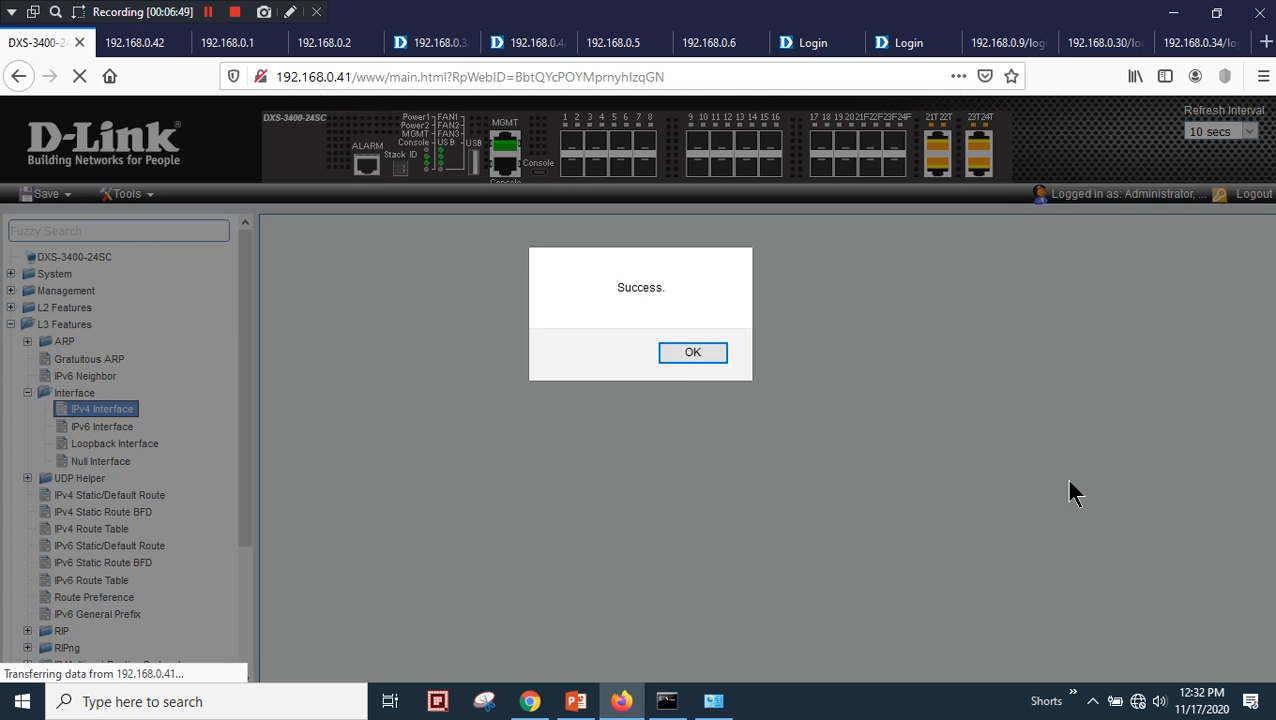 Recording [00:06:49]
DXS-3400-2
192.168.0.42
192.168.0.1
192.168.0.2
192.168.0.3/
192.168.0.4/
192.168.0.5
192.168.0.6
Login
Login
192.168.0.9/log
192.168.0.30/lo
192.168.0.34/log
192.168.0.41/www/main.html?RpWebID=BbtQYcPOYMprnyhIzqGN
D-Link
Building Networks for People
DXS-3400-24SC
ALARM
Power1
Power2
MGMT
Console
Stack ID
FAN1
FAN2
FAN3
USB
USB
MGMT
Console
Console
1 2 3 4 5 6 7 8
9 10 11 12 13 14 15 16
17 18 19 20 21F 22F 23F 24F
21T 22T
23T 24T
Refresh Interval
10 secs
Save
Tools
Logged in as: Administrator, ...
Logout
Fuzzy Search
DXS-3400-24SC
System
Management
L2 Features
L3 Features
ARP
Gratuitous ARP
IPv6 Neighbor
Interface
IPv4 Interface
IPv6 Interface
Loopback Interface
Null Interface
UDP Helper
IPv4 Static/Default Route
IPv4 Static Route BFD
IPv4 Route Table
IPv6 Static/Default Route
IPv6 Static Route BFD
IPv6 Route Table
Route Preference
IPv6 General Prefix
RIP
RIPng
Success.
OK
Transferring data from 192.168.0.41...
Type here to search
Shorts
12:32 PM
11/17/2020